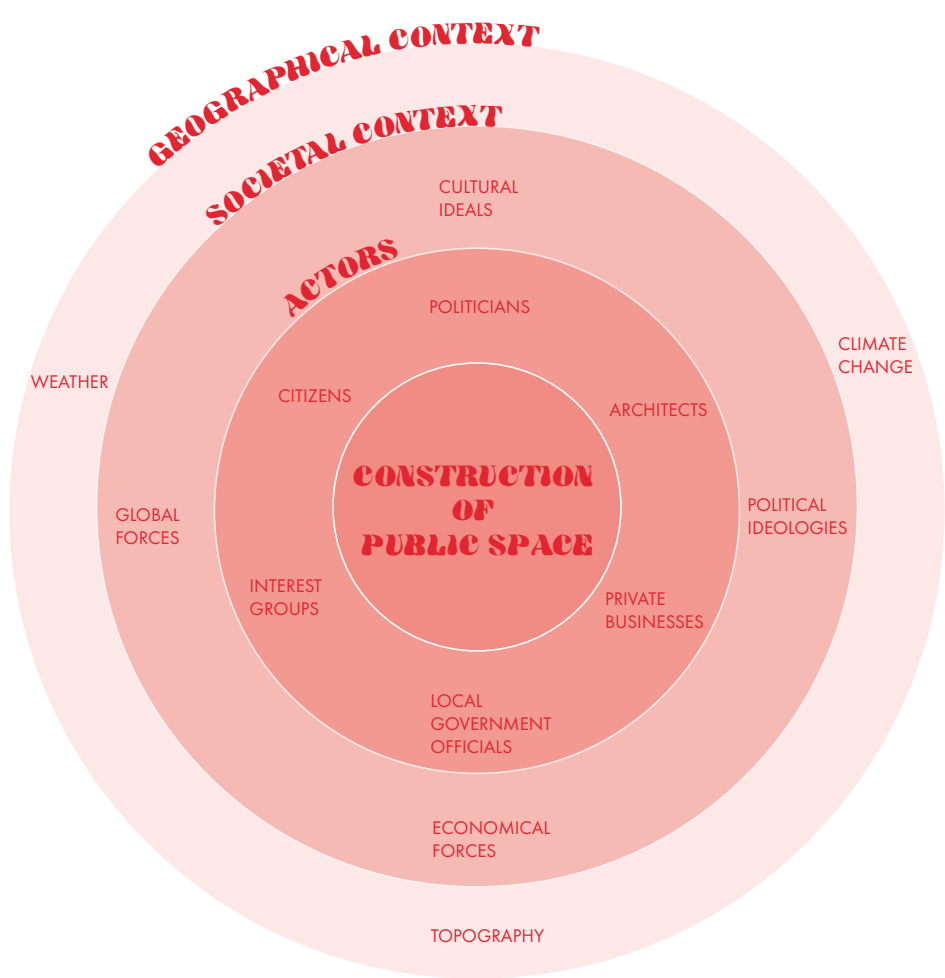 GEOGRAPHICAL CONTEXT
SOCIETAL CONTEXT
CULTURAL
IDEALS
ACTORS
POLITICIANS
CLIMATE
CHANGE
WEATHER
CITIZENS
ARCHITECTS
CONSTRUCTION
OF
PUBLIC SPACE
POLITICAL
IDEOLOGIES
GLOBAL
FORCES
INTEREST
GROUPS
PRIVATE
BUSINESSES
LOCAL
GOVERNMENT
OFFICIALS
ECONOMICAL
FORCES
TOPOGRAPHY